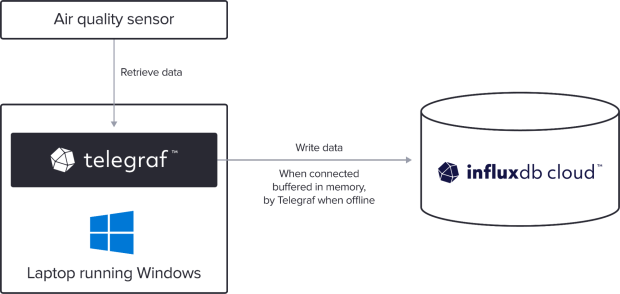 Air quality sensor
Retrieve data
telegraf™
Laptop running Windows
Write data
When connected
buffered in memory,
by Telegraf when offline
influxdb cloud™